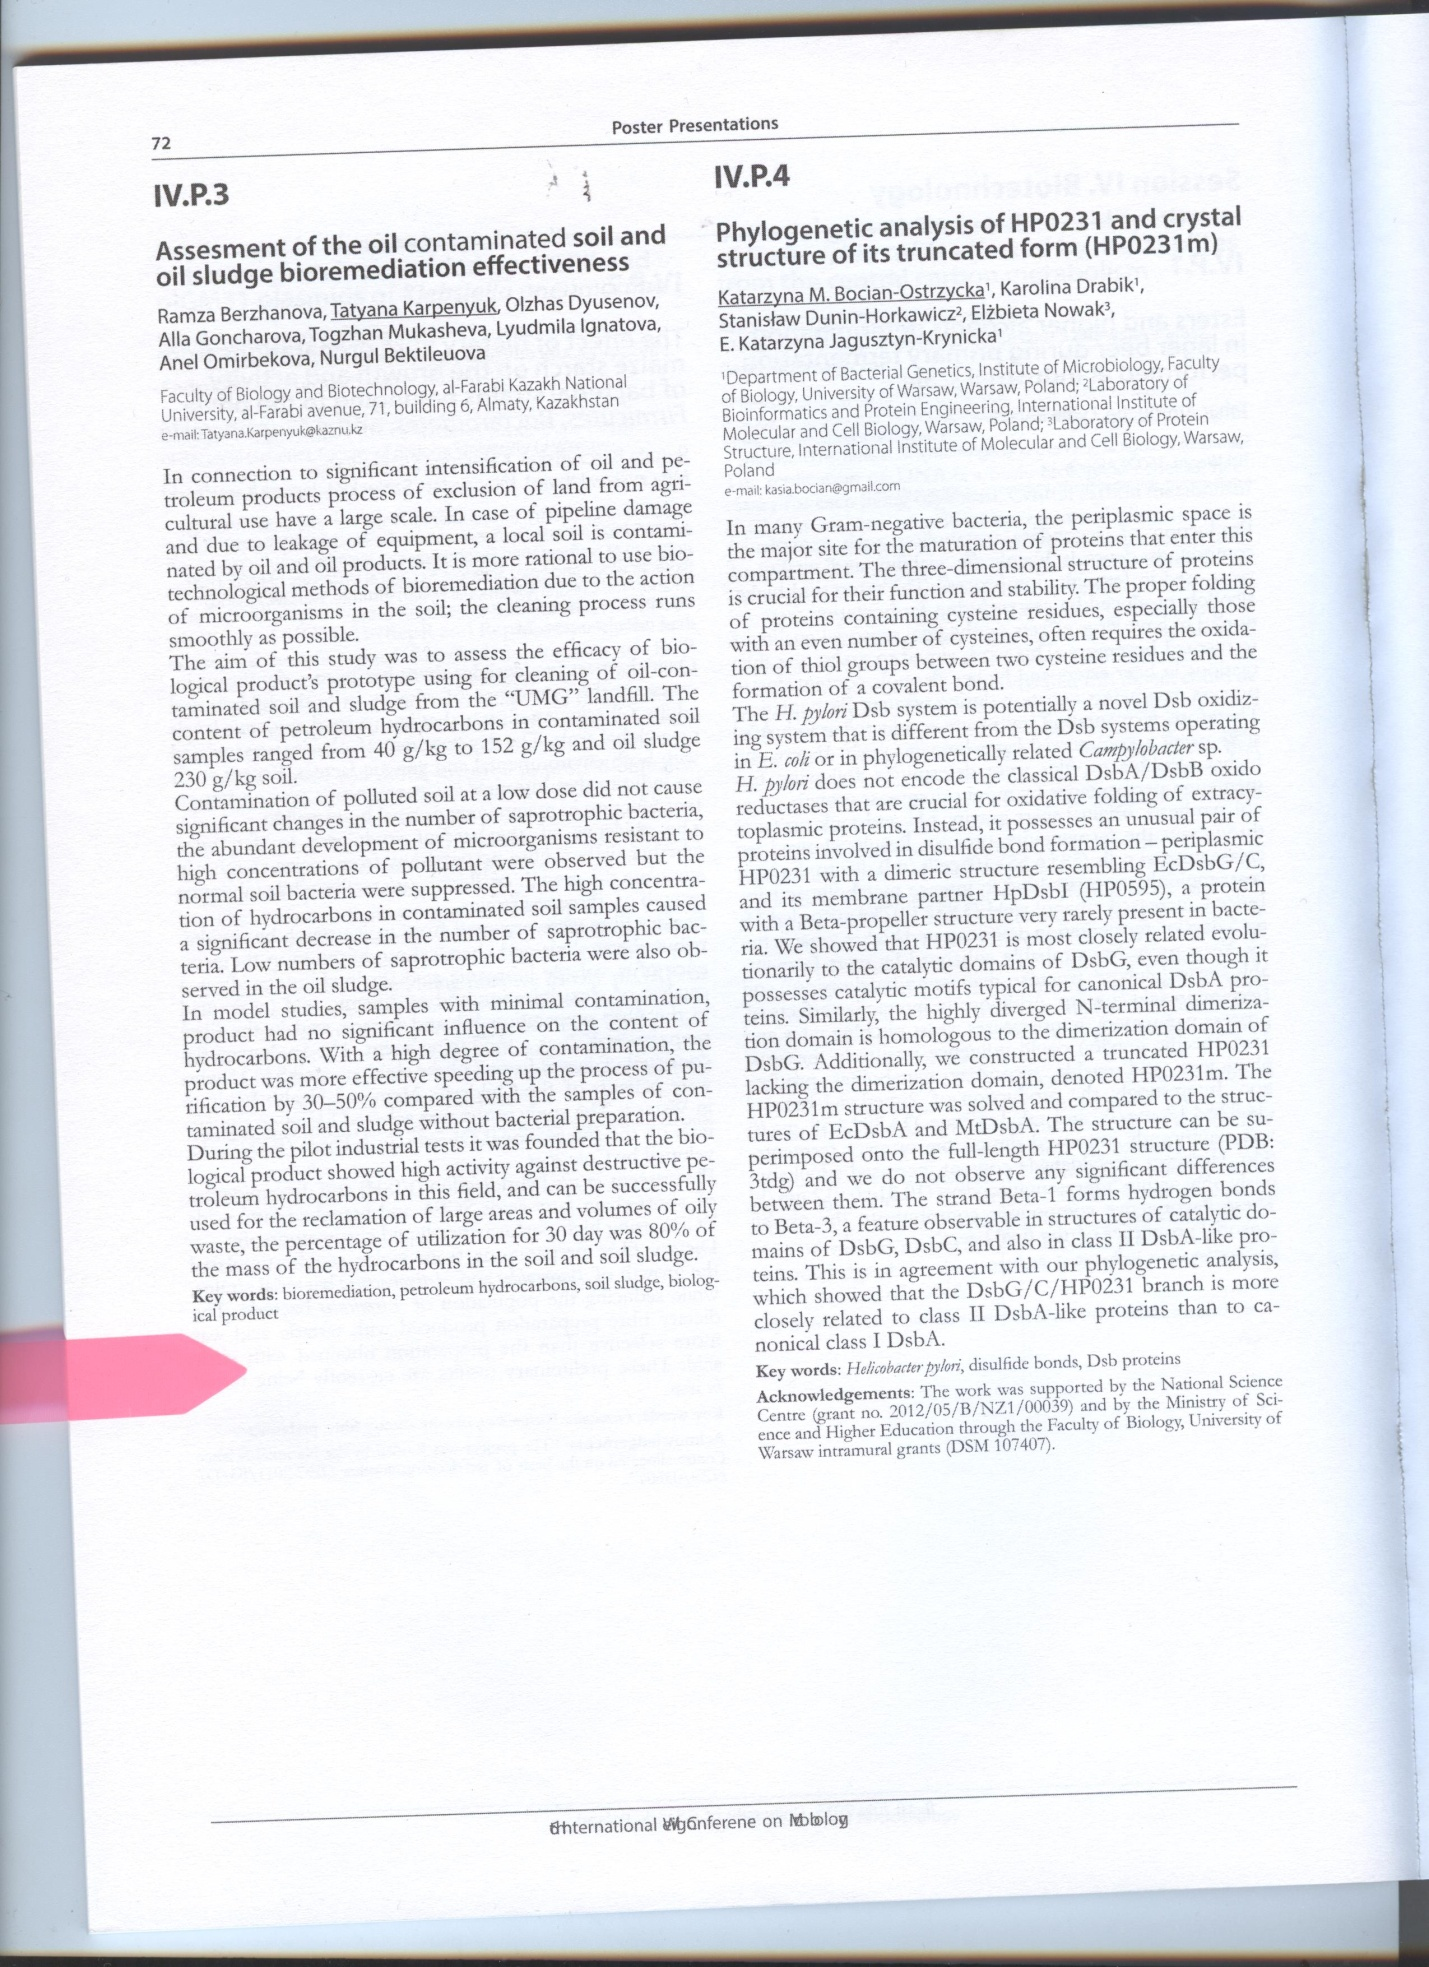 72
Poster Presentations
IV.P.3
Assesment of the oil contaminated soil and
oil sludge bioremediation effectiveness
Ramza Berzhanova, Tatyana Karpenyuk, Olzhas Dyusenov,
Alla Goncharova, Togzhan Mukasheva, Lyudmila Ignatova,
Anel Omirbekova, Nurgul Bektileuova
Faculty of Biology and Biotechnology, al-Farabi Kazakh National
University, al-Farabi avenue, 71, building 6, Almaty, Kazakhstan
e-mail: Tatyana.Karpenyuk@kaznu.kz
In connection to significant intensification of oil and pe-
troleum products process of exclusion of land from agri-
cultural use have a large scale. In case of pipeline damage
and due to leakage of equipment, a local soil is contami-
nated by oil and oil products. It is more rational to use bio-
technological methods of bioremediation due to the action
of microorganisms in the soil; the cleaning process runs
smoothly as possible.
The aim of this study was to assess the efficacy of bio-
logical product's prototype using for cleaning of oil-con-
taminated soil and sludge from the “UMG” landfill. The
content of petroleum hydrocarbons in contaminated soil
samples ranged from 40 g/kg to 152 g/kg and oil sludge
230 g/kg soil.
Contamination of polluted soil at a low dose did not cause
significant changes in the number of saprotrophic bacteria,
the abundant development of microorganisms resistant to
high concentrations of pollutant were observed but the
normal soil bacteria were suppressed. The high concentra-
tion of hydrocarbons in contaminated soil samples caused
a significant decrease in the number of saprotrophic bac-
teria. Low numbers of saprotrophic bacteria were also ob-
served in the oil sludge.
In model studies, samples with minimal contamination,
product had no significant influence on the content of
hydrocarbons. With a high degree of contamination, the
product was more effective speeding up the process of pu-
rification by 30–50% compared with the samples of con-
taminated soil and sludge without bacterial preparation.
During the pilot industrial tests it was founded that the bio-
logical product showed high activity against destructive pe-
troleum hydrocarbons in this field, and can be successfully
used for the reclamation of large areas and volumes of oily
waste, the percentage of utilization for 30 day was 80% of
the mass of the hydrocarbons in the soil and soil sludge.
Key words: bioremediation, petroleum hydrocarbons, soil sludge, biolog-
ical product
IV.P.4
Phylogenetic analysis of HP0231 and crystal
structure of its truncated form (HP0231m)
Katarzyna M. Bocian-Ostrzycka¹, Karolina Drabik¹,
Stanisław Dunin-Horkawicz², Elżbieta Nowak³,
E. Katarzyna Jagusztyn-Krynicka¹
¹Department of Bacterial Genetics, Institute of Microbiology, Faculty
of Biology, University of Warsaw, Warsaw, Poland; ²Laboratory of
Bioinformatics and Protein Engineering, International Institute of
Molecular and Cell Biology, Warsaw, Poland; ³Laboratory of Protein
Structure, International Institute of Molecular and Cell Biology, Warsaw,
Poland
e-mail: kasia.bocian@gmail.com
In many Gram-negative bacteria, the periplasmic space is
the major site for the maturation of proteins that enter this
compartment. The three-dimensional structure of proteins
is crucial for their function and stability. The proper folding
of proteins containing cysteine residues, especially those
with an even number of cysteines, often requires the oxida-
tion of thiol groups between two cysteine residues and the
formation of a covalent bond.
The H. pylori Dsb system is potentially a novel Dsb oxidiz-
ing system that is different from the Dsb systems operating
in E. coli or in phylogenetically related Campylobacter sp.
H. pylori does not encode the classical DsbA/DsbB oxido
reductases that are crucial for oxidative folding of extracy-
toplasmic proteins. Instead, it possesses an unusual pair of
proteins involved in disulfide bond formation – periplasmic
HP0231 with a dimeric structure resembling EcDsbG/C,
and its membrane partner HpDsbI (HP0595), a protein
with a Beta-propeller structure very rarely present in bacte-
ria. We showed that HP0231 is most closely related evolu-
tionarily to the catalytic domains of DsbG, even though it
possesses catalytic motifs typical for canonical DsbA pro-
teins. Similarly, the highly diverged N-terminal dimeriza-
tion domain is homologous to the dimerization domain of
DsbG. Additionally, we constructed a truncated HP0231
lacking the dimerization domain, denoted HP0231m. The
HP0231m structure was solved and compared to the struc-
tures of EcDsbA and MtDsbA. The structure can be su-
perimposed onto the full-length HP0231 structure (PDB:
3tdg) and we do not observe any significant differences
between them. The strand Beta-1 forms hydrogen bonds
to Beta-3, a feature observable in structures of catalytic do-
mains of DsbG, DsbC, and also in class II DsbA-like pro-
teins. This is in agreement with our phylogenetic analysis,
which showed that the DsbG/C/HP0231 branch is more
closely related to class II DsbA-like proteins than to ca-
nonical class I DsbA.
Key words: Helicobacter pylori, disulfide bonds, Dsb proteins
Acknowledgements: The work was supported by the National Science
Centre (grant no. 2012/05/B/NZ1/00039) and by the Ministry of Sci-
ence and Higher Education through the Faculty of Biology, University of
Warsaw intramural grants (DSM 107407).
International on